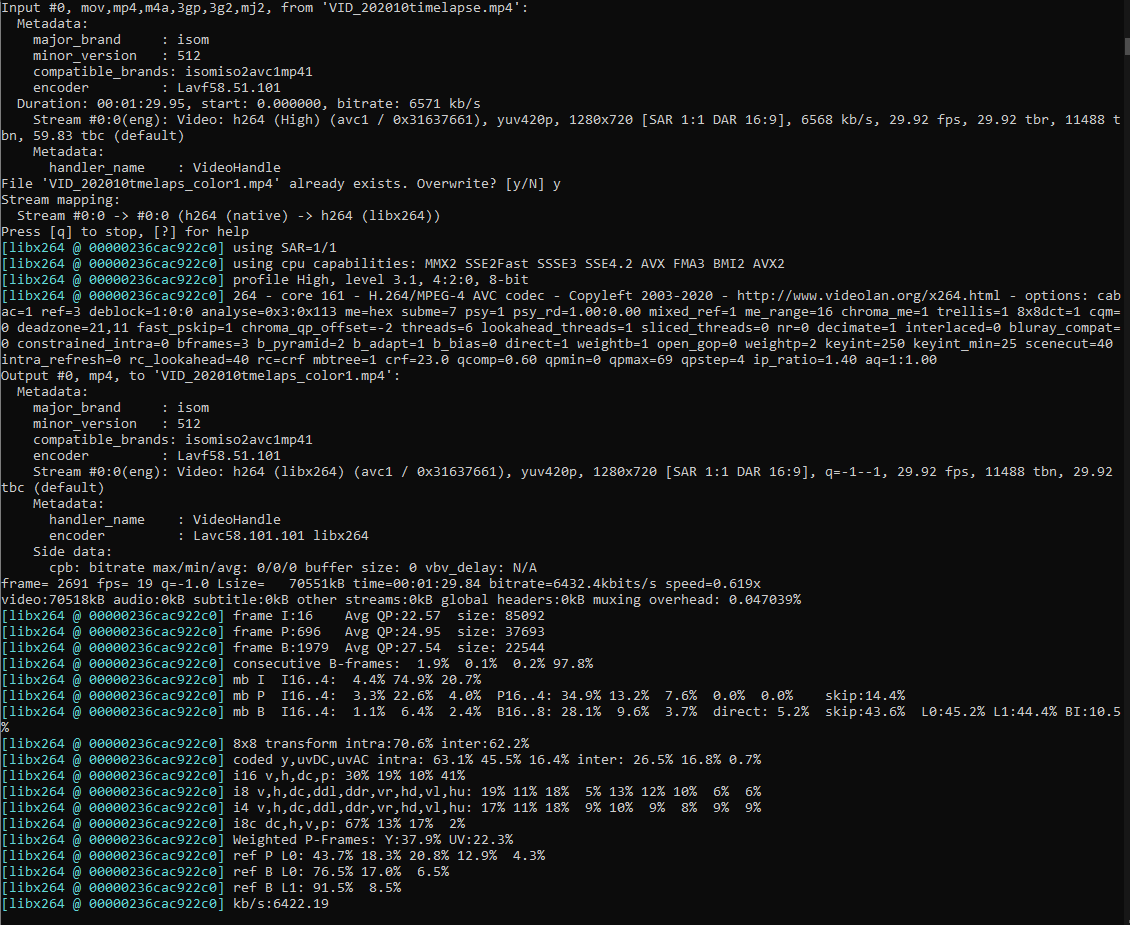 Input #0, mov,mp4,m4a,3gp,3g2,mj2, from 'VID_202010timelapse.mp4':
  Metadata:
    major_brand     : isom
    minor_version   : 512
    compatible_brands: isomiso2avc1mp41
    encoder         : Lavf58.51.101
  Duration: 00:01:29.95, start: 0.000000, bitrate: 6571 kb/s
    Stream #0:0(eng): Video: h264 (High) (avc1 / 0x31637661), yuv420p, 1280x720 [SAR 1:1 DAR 16:9], 6568 kb/s, 29.92 fps, 29.92 tbr, 11488 t
bn, 59.83 tbc (default)
    Metadata:
      handler_name    : VideoHandle
File 'VID_202010tmelaps_color1.mp4' already exists. Overwrite? [y/N] y
Stream mapping:
  Stream #0:0 -> #0:0 (h264 (native) -> h264 (libx264))
Press [q] to stop, [?] for help
[libx264 @ 00000236cac922c0] using SAR=1/1
[libx264 @ 00000236cac922c0] using cpu capabilities: MMX2 SSE2Fast SSSE3 SSE4.2 AVX FMA3 BMI2 AVX2
[libx264 @ 00000236cac922c0] profile High, level 3.1, 4:2:0, 8-bit
[libx264 @ 00000236cac922c0] 264 - core 161 - H.264/MPEG-4 AVC codec - Copyleft 2003-2020 - http://www.videolan.org/x264.html - options: cab
ac=1 ref=3 deblock=1:0:0 analyse=0x3:0x113 me=hex subme=7 psy=1 psy_rd=1.00:0.00 mixed_ref=1 me_range=16 chroma_me=1 trellis=1 8x8dct=1 cqm=
0 deadzone=21,11 fast_pskip=1 chroma_qp_offset=-2 threads=6 lookahead_threads=1 sliced_threads=0 nr=0 decimate=1 interlaced=0 bluray_compat=
0 constrained_intra=0 bframes=3 b_pyramid=2 b_adapt=1 b_bias=0 direct=1 weightb=1 open_gop=0 weightp=2 keyint=250 keyint_min=25 scenecut=40
intra_refresh=0 rc_lookahead=40 rc=crf mbtree=1 crf=23.0 qcomp=0.60 qpmin=0 qpmax=69 qpstep=4 ip_ratio=1.40 aq=1:1.00
Output #0, mp4, to 'VID_202010tmelaps_color1.mp4':
  Metadata:
    major_brand     : isom
    minor_version   : 512
    compatible_brands: isomiso2avc1mp41
    encoder         : Lavf58.51.101
    Stream #0:0(eng): Video: h264 (libx264) (avc1 / 0x31637661), yuv420p, 1280x720 [SAR 1:1 DAR 16:9], q=-1--1, 29.92 fps, 11488 tbn, 29.92
tbc (default)
    Metadata:
      handler_name    : VideoHandle
      encoder         : Lavc58.101.101 libx264
    Side data:
      cpb: bitrate max/min/avg: 0/0/0 buffer size: 0 vbv_delay: N/A
frame= 2691 fps= 19 q=-1.0 Lsize=   70551kB time=00:01:29.84 bitrate=6432.4kbits/s speed=0.619x
video:70518kB audio:0kB subtitle:0kB other streams:0kB global headers:0kB muxing overhead: 0.047039%
[libx264 @ 00000236cac922c0] frame I:16    Avg QP:22.57  size: 85092
[libx264 @ 00000236cac922c0] frame P:696   Avg QP:24.95  size: 37693
[libx264 @ 00000236cac922c0] frame B:1979  Avg QP:27.54  size: 22544
[libx264 @ 00000236cac922c0] consecutive B-frames:  1.9%  0.1%  0.2% 97.8%
[libx264 @ 00000236cac922c0] mb I  I16..4:  4.4% 74.9% 20.7%
[libx264 @ 00000236cac922c0] mb P  I16..4:  3.3% 22.6%  4.0%  P16..4: 34.9% 13.2%  7.6%  0.0%  0.0%    skip:14.4%
[libx264 @ 00000236cac922c0] mb B  I16..4:  1.1%  6.4%  2.4%  B16..8: 28.1%  9.6%  3.7%  direct: 5.2%  skip:43.6%  L0:45.2% L1:44.4% BI:10.5
%
[libx264 @ 00000236cac922c0] 8x8 transform intra:70.6% inter:62.2%
[libx264 @ 00000236cac922c0] coded y,uvDC,uvAC intra: 63.1% 45.5% 16.4% inter: 26.5% 16.8% 0.7%
[libx264 @ 00000236cac922c0] i16 v,h,dc,p: 30% 19% 10% 41%
[libx264 @ 00000236cac922c0] i8 v,h,dc,ddl,ddr,vr,hd,vl,hu: 19% 11% 18%  5% 13% 12% 10%  6%  6%
[libx264 @ 00000236cac922c0] i4 v,h,dc,ddl,ddr,vr,hd,vl,hu: 17% 11% 18%  9% 10%  9%  8%  9%  9%
[libx264 @ 00000236cac922c0] i8c dc,h,v,p: 67% 13% 17%  2%
[libx264 @ 00000236cac922c0] Weighted P-Frames: Y:37.9% UV:22.3%
[libx264 @ 00000236cac922c0] ref P L0: 43.7% 18.3% 20.8% 12.9%  4.3%
[libx264 @ 00000236cac922c0] ref B L0: 76.5% 17.0%  6.5%
[libx264 @ 00000236cac922c0] ref B L1: 91.5%  8.5%
[libx264 @ 00000236cac922c0] kb/s:6422.19